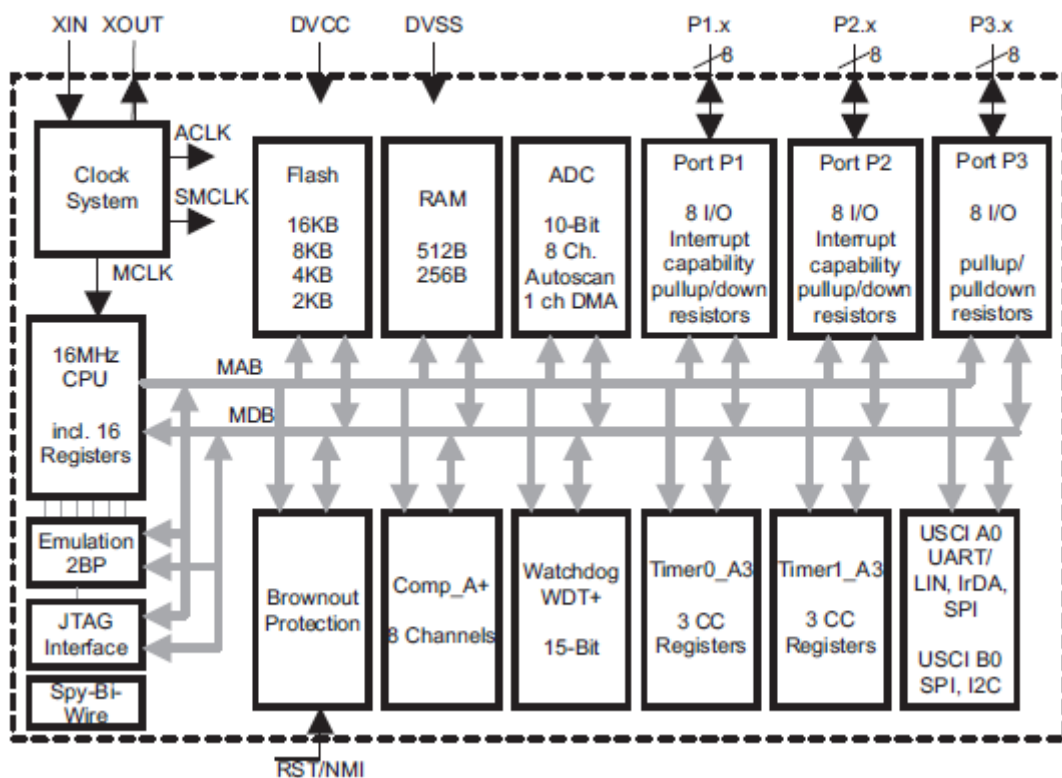 XIN XOUT DVCC DVSS P1.x P2.x P3.x
8 8 8
ACLK
SMCLK
MCLK
Clock
System
Flash
16KB
8KB
4KB
2KB
RAM
512B
256B
ADC
10-Bit
8 Ch.
Autoscan
1 ch DMA
Port P1
8 I/O
Interrupt
capability
pullup/down
resistors
Port P2
8 I/O
Interrupt
capability
pullup/down
resistors
Port P3
8 I/O
pullup/
pulldown
resistors
16MHz
CPU
incl. 16
Registers
MAB
MDB
Emulation
2BP
JTAG
Interface
Spy-Bi-
Wire
Brownout
Protection
Comp_A+
8 Channels
Watchdog
WDT+
15-Bit
Timer0_A3
3 CC
Registers
Timer1_A3
3 CC
Registers
USCI A0
UART/
LIN, IrDA,
SPI
USCI B0
SPI, I2C
RST/NMI